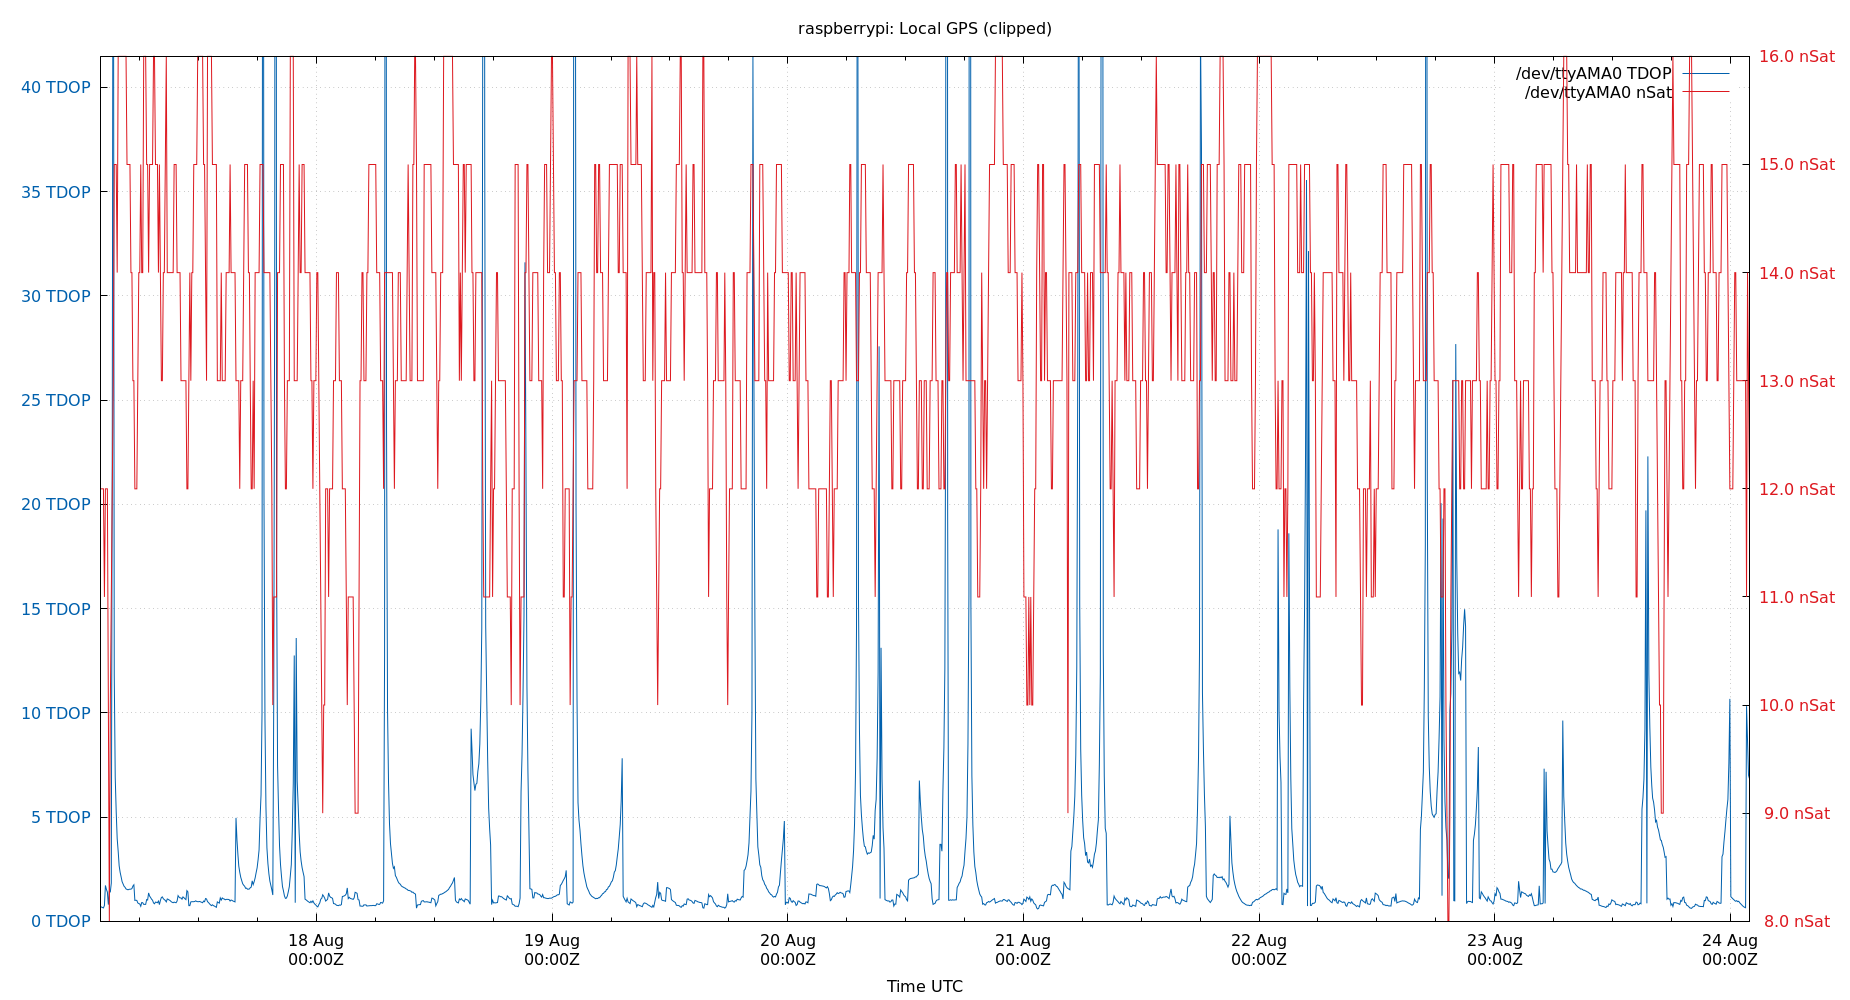 raspberrypi: Local GPS (clipped)
40 TDOP
35 TDOP
30 TDOP
25 TDOP
20 TDOP
15 TDOP
10 TDOP
5 TDOP
0 TDOP
/dev/ttyAMA0 TDOP
/dev/ttyAMA0 nSat
16.0 nSat
15.0 nSat
14.0 nSat
13.0 nSat
12.0 nSat
11.0 nSat
10.0 nSat
9.0 nSat
8.0 nSat
18 Aug
00:00Z
19 Aug
00:00Z
20 Aug
00:00Z
21 Aug
00:00Z
22 Aug
00:00Z
23 Aug
00:00Z
24 Aug
00:00Z
Time UTC